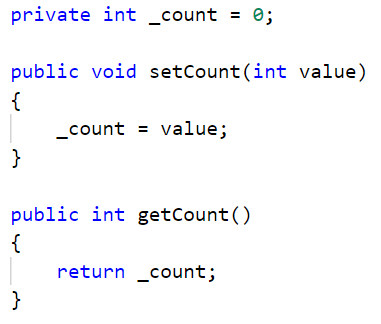 private int _count = 0;
public void setCount(int value)
{
_count = value;
}
public int getCount()
{
return _count;
}